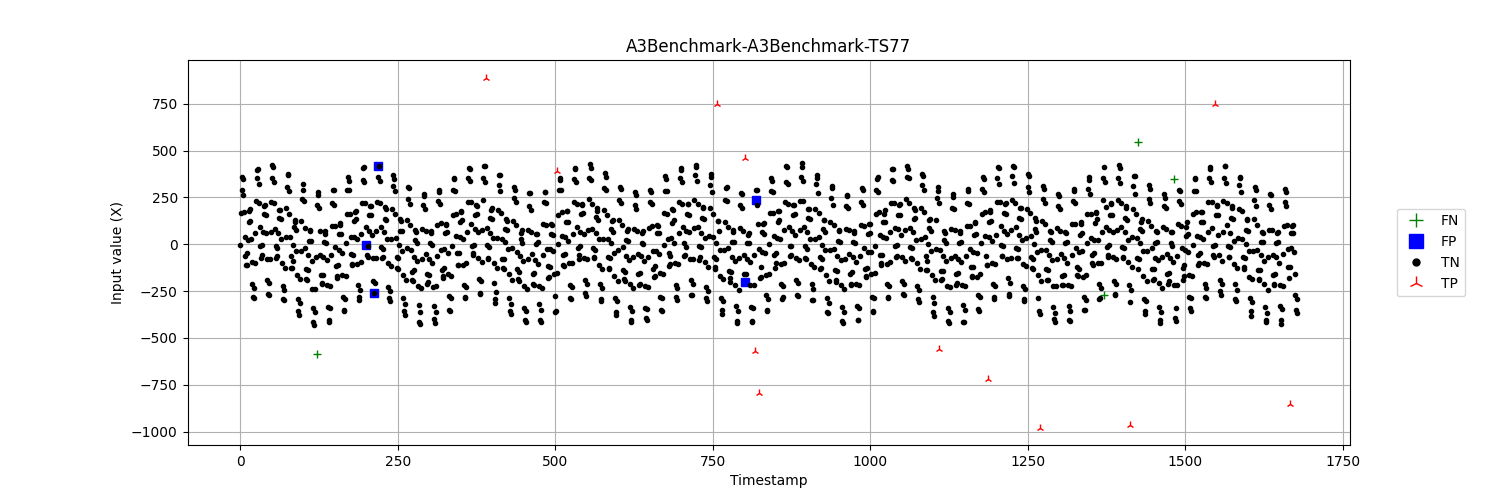 A3Benchmark-A3Benchmark-TS77
Input value (X)
750
500
250
0
−250
−500
−750
−1000
0 250 500 750 1000 1250 1500 1750
Timestamp
FN
FP
TN
TP